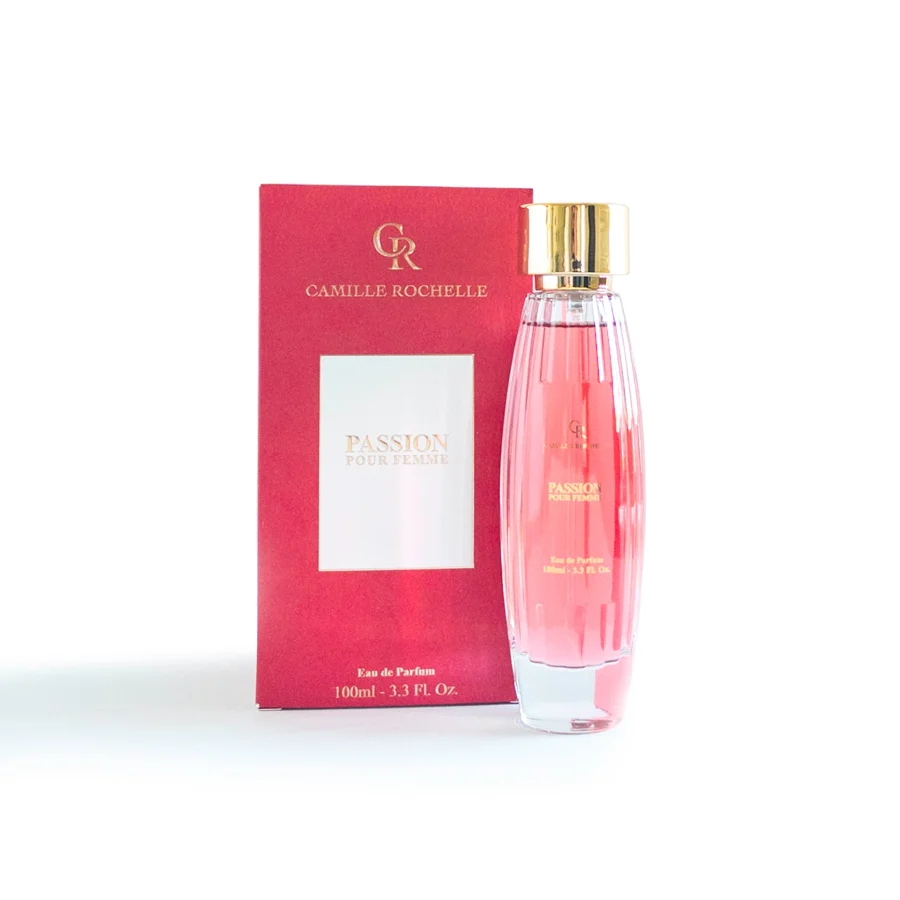 CR
CAMILLE ROCHELLE
PASSION
POUR FEMME
Eau de Parfum
100ml - 3.3 Fl. Oz.
CR
PASSION
POUR FEMME
Eau de Parfum
100ml - 3.3 Fl. Oz.